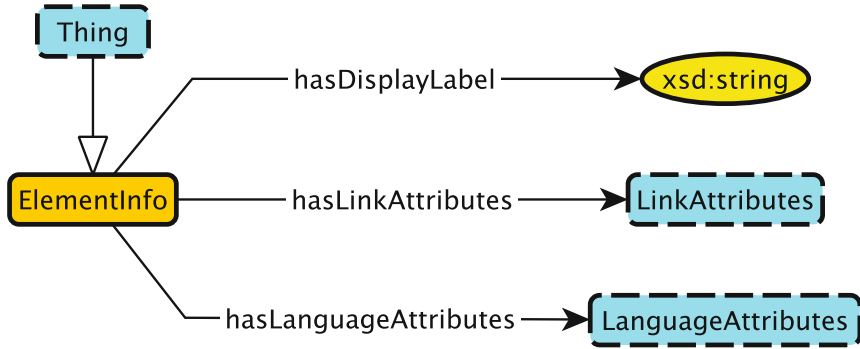 Thing
hasDisplayLabel
xsd:string
ElementInfo
hasLinkAttributes
LinkAttributes
hasLanguageAttributes
LanguageAttributes